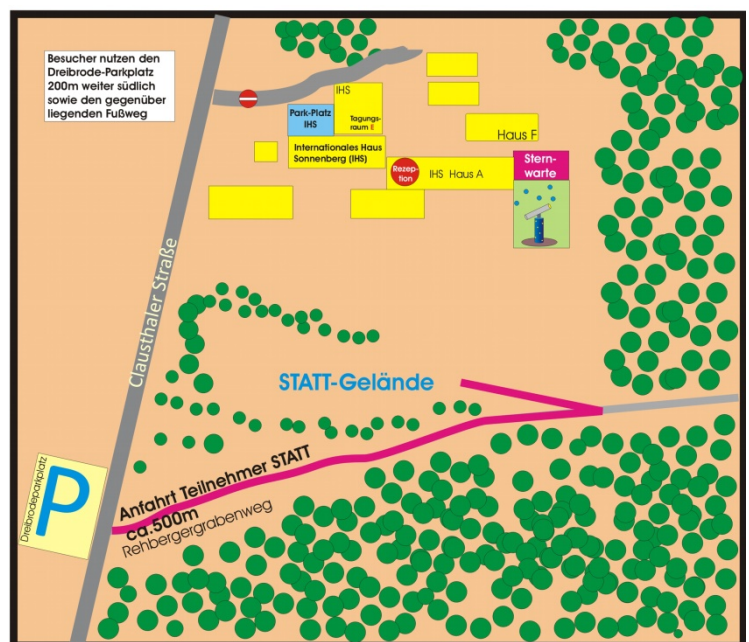 Besucher nutzen den
Dreibrode-Parkplatz
200m weiter südlich
sowie den gegenüber
liegenden Fußweg
IHS
Park-Platz
IHS
Tagungs-
raum E
Internationales Haus
Sonnenberg (IHS)
Haus F
Rezep-
tion
IHS Haus A
Stern-
warte
Clausthaler Straße
STATT-Gelände
Anfahrt Teilnehmer STATT
ca.500m
Rehbergergrabenweg
Dreibrodeparkplatz
P